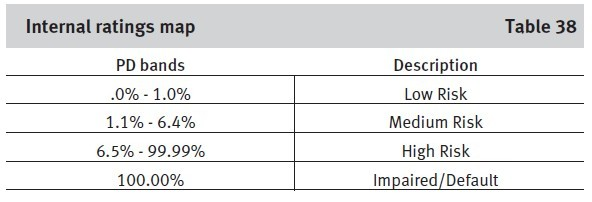 Internal ratings map Table 38
PD bands Description
.0% - 1.0% Low Risk
1.1% - 6.4% Medium Risk
6.5% - 99.99% High Risk
100.00% Impaired/Default